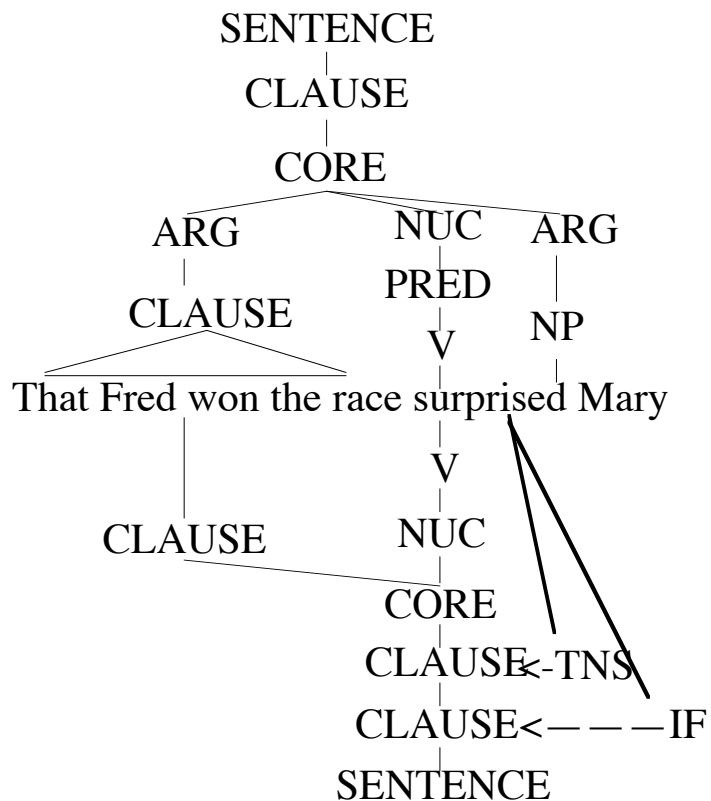 SENTENCE
CLAUSE
CORE
ARG NUC ARG
PRED
CLAUSE NP
V
That Fred won the race surprised Mary
V
CLAUSE NUC
CORE
CLAUSE<-TNS
CLAUSE<— — —IF
SENTENCE